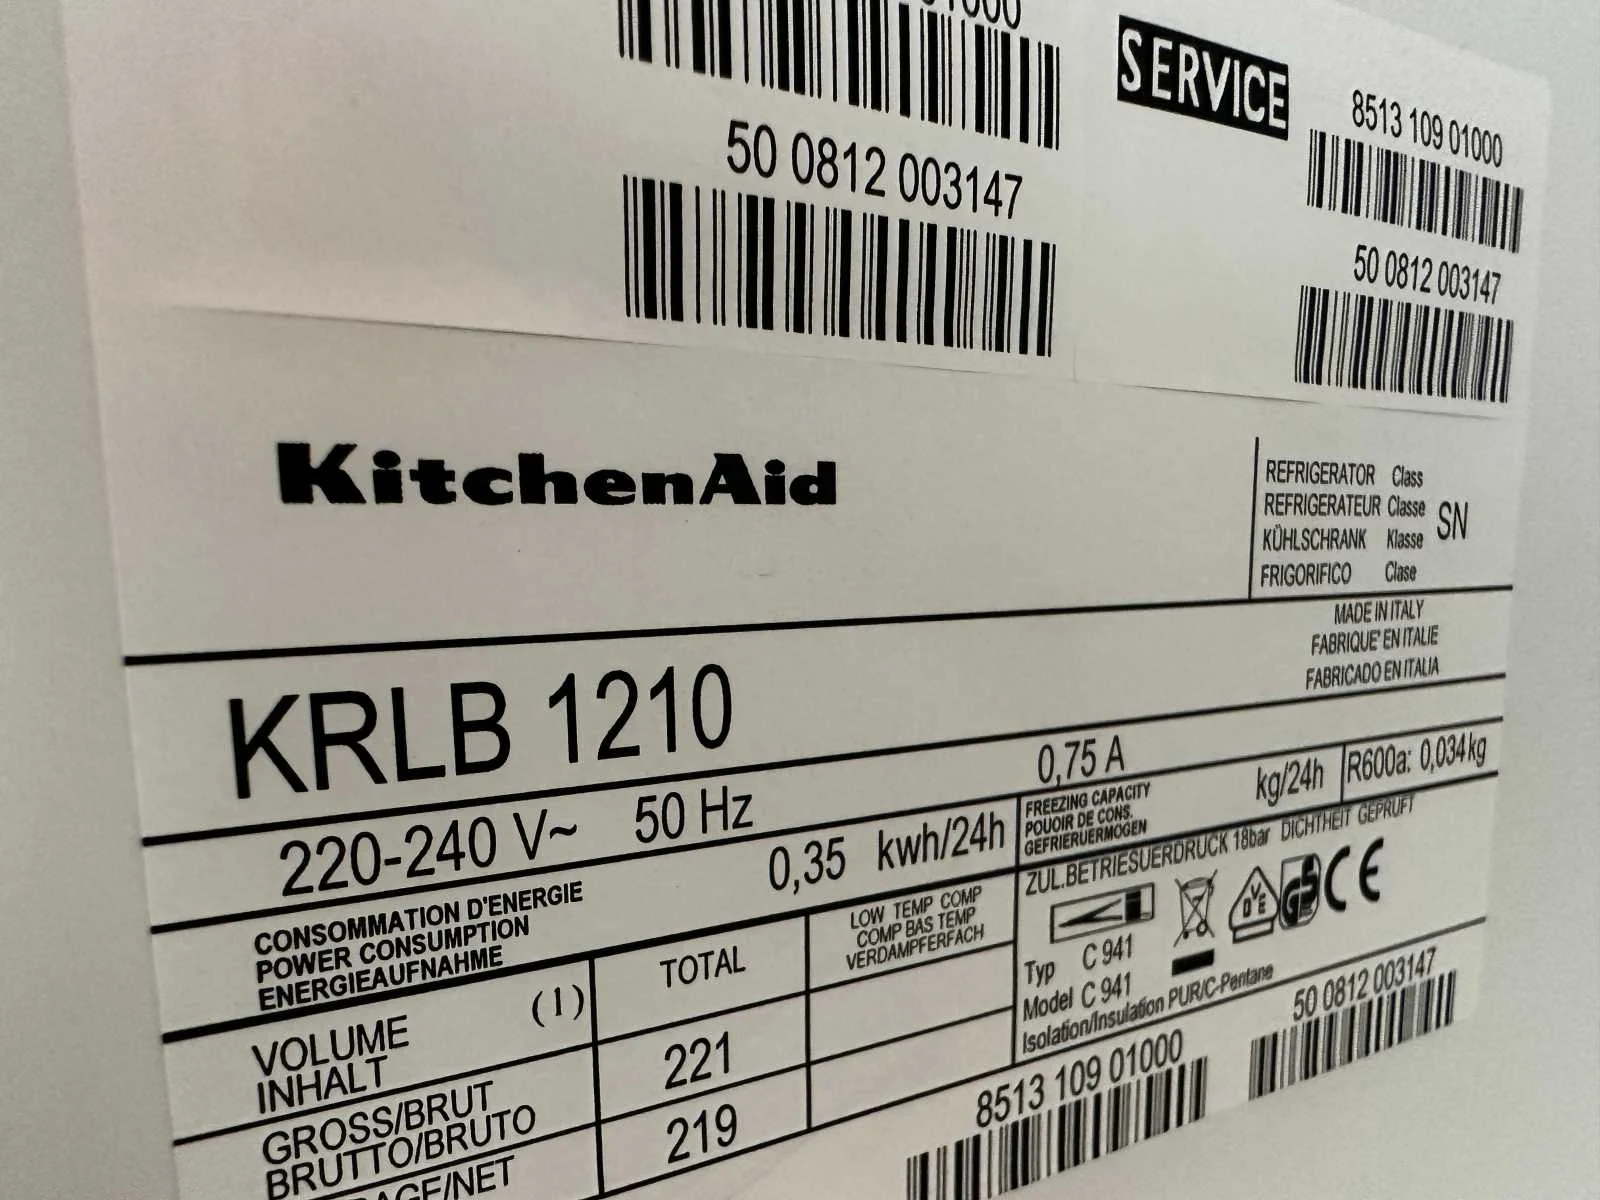 SERVICE
8513 109 01000
50 0812 003147
50 0812 003147
KitchenAid
REFRIGERATOR Class
REFRIGERATEUR Classe SN
KÜHLSCHRANK Klasse
FRIGORIFICO Clase
MADE IN ITALY
FABRIQUE' EN ITALIE
FABRICADO EN ITALIA
KRLB 1210
220-240 V~ 50 Hz 0,75 A
CONSOMMATION D'ENERGIE
POWER CONSUMPTION
ENERGIEAUFNAHME
0,35 kwh/24h
FREEZING CAPACITY
POUOIR DE CONS.
GEFRIERUERMOGEN
kg/24h
R600a: 0,034kg
ZUL.BETRIESUERDRUCK 18bar DICHTHEIT GEPRUFT
VOLUME
INHALT
(1)
TOTAL
LOW TEMP COMP
COMP BAS TEMP
VERDAMPFERFACH
VDE GS CE
Typ C 941
Model C 941
Isolation/Insulation PUR/C-Pentane
GROSS/BRUT
BRUTTO/BRUTO
221
219
8513 109 01000
50 0812 003147